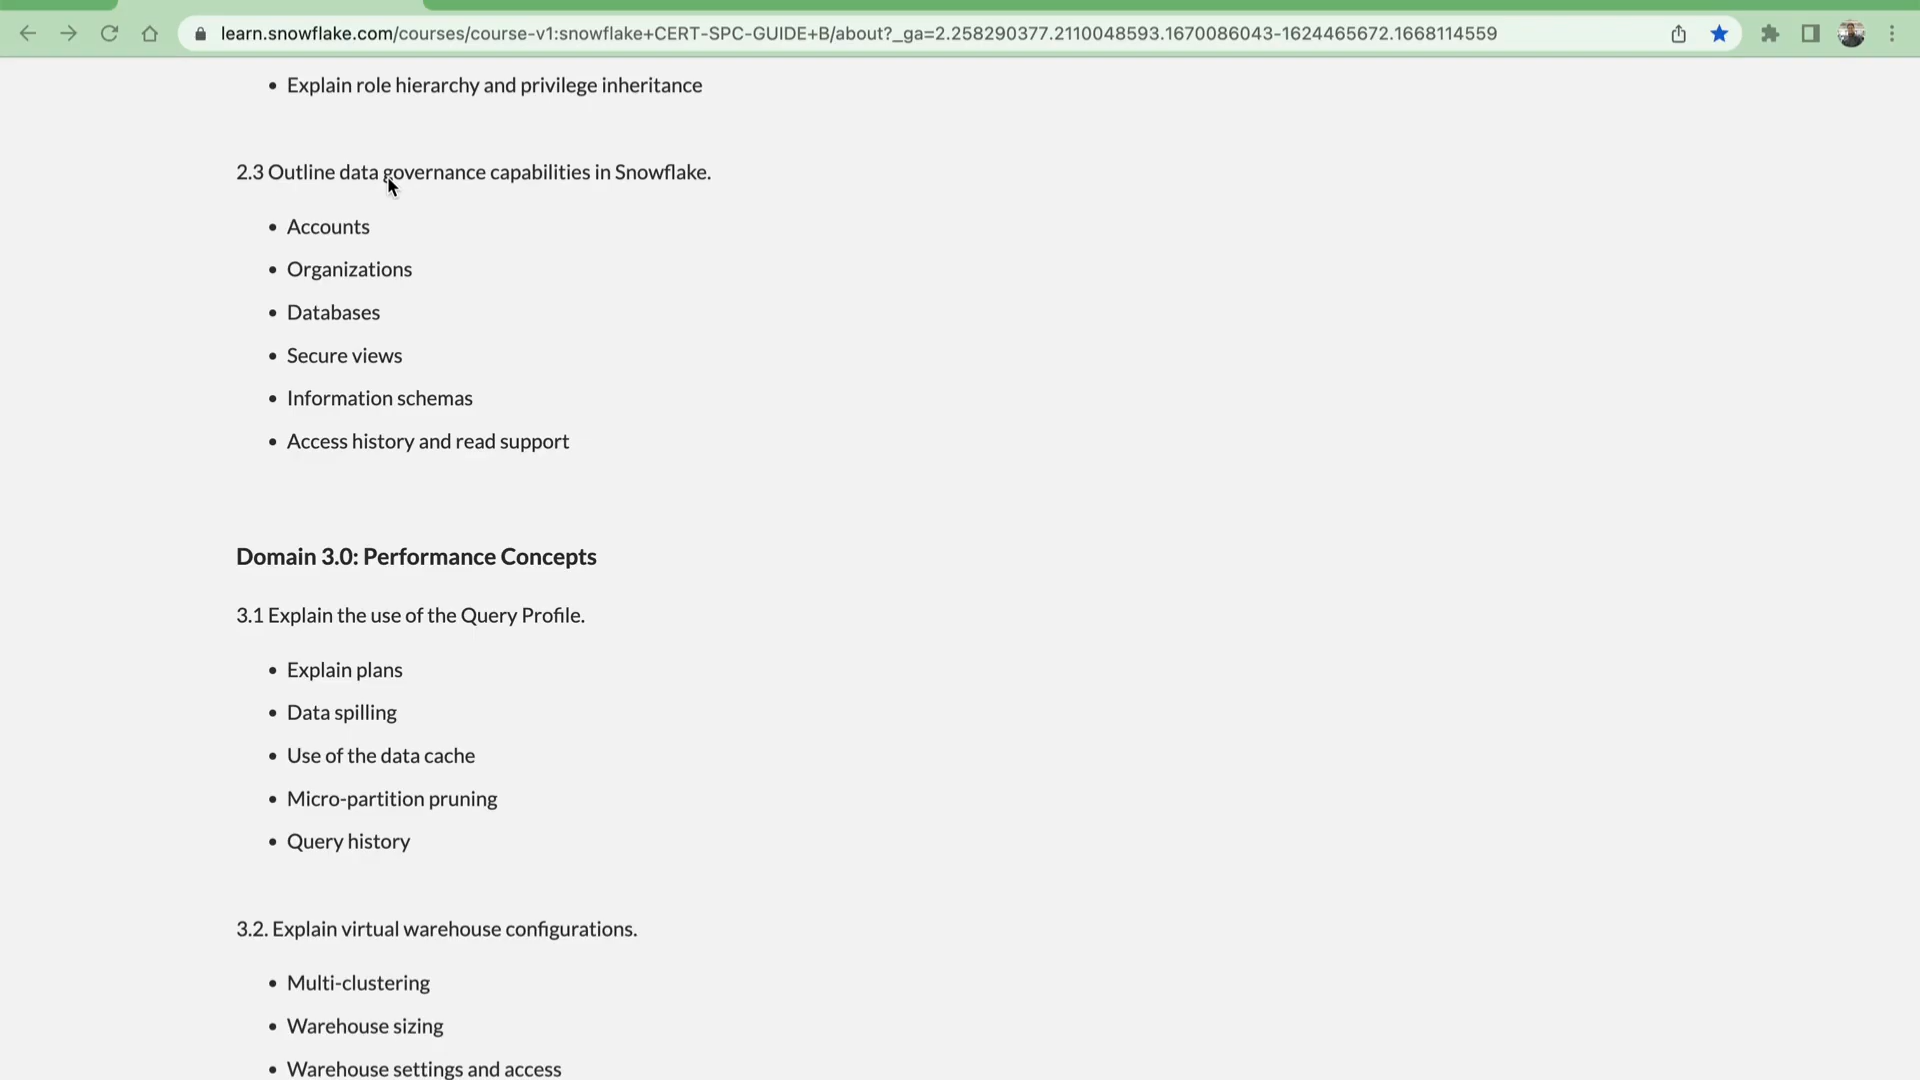 learn.snowflake.com/courses/course-v1:snowflake+CERT-SPC-GUIDE+B/about?_ga=2.258290377.2110048593.1670086043-1624465672.1668114559
• Explain role hierarchy and privilege inheritance
2.3 Outline data governance capabilities in Snowflake.
• Accounts
• Organizations
• Databases
• Secure views
• Information schemas
• Access history and read support
Domain 3.0: Performance Concepts
3.1 Explain the use of the Query Profile.
• Explain plans
• Data spilling
• Use of the data cache
• Micro-partition pruning
• Query history
3.2. Explain virtual warehouse configurations.
• Multi-clustering
• Warehouse sizing
• Warehouse settings and access